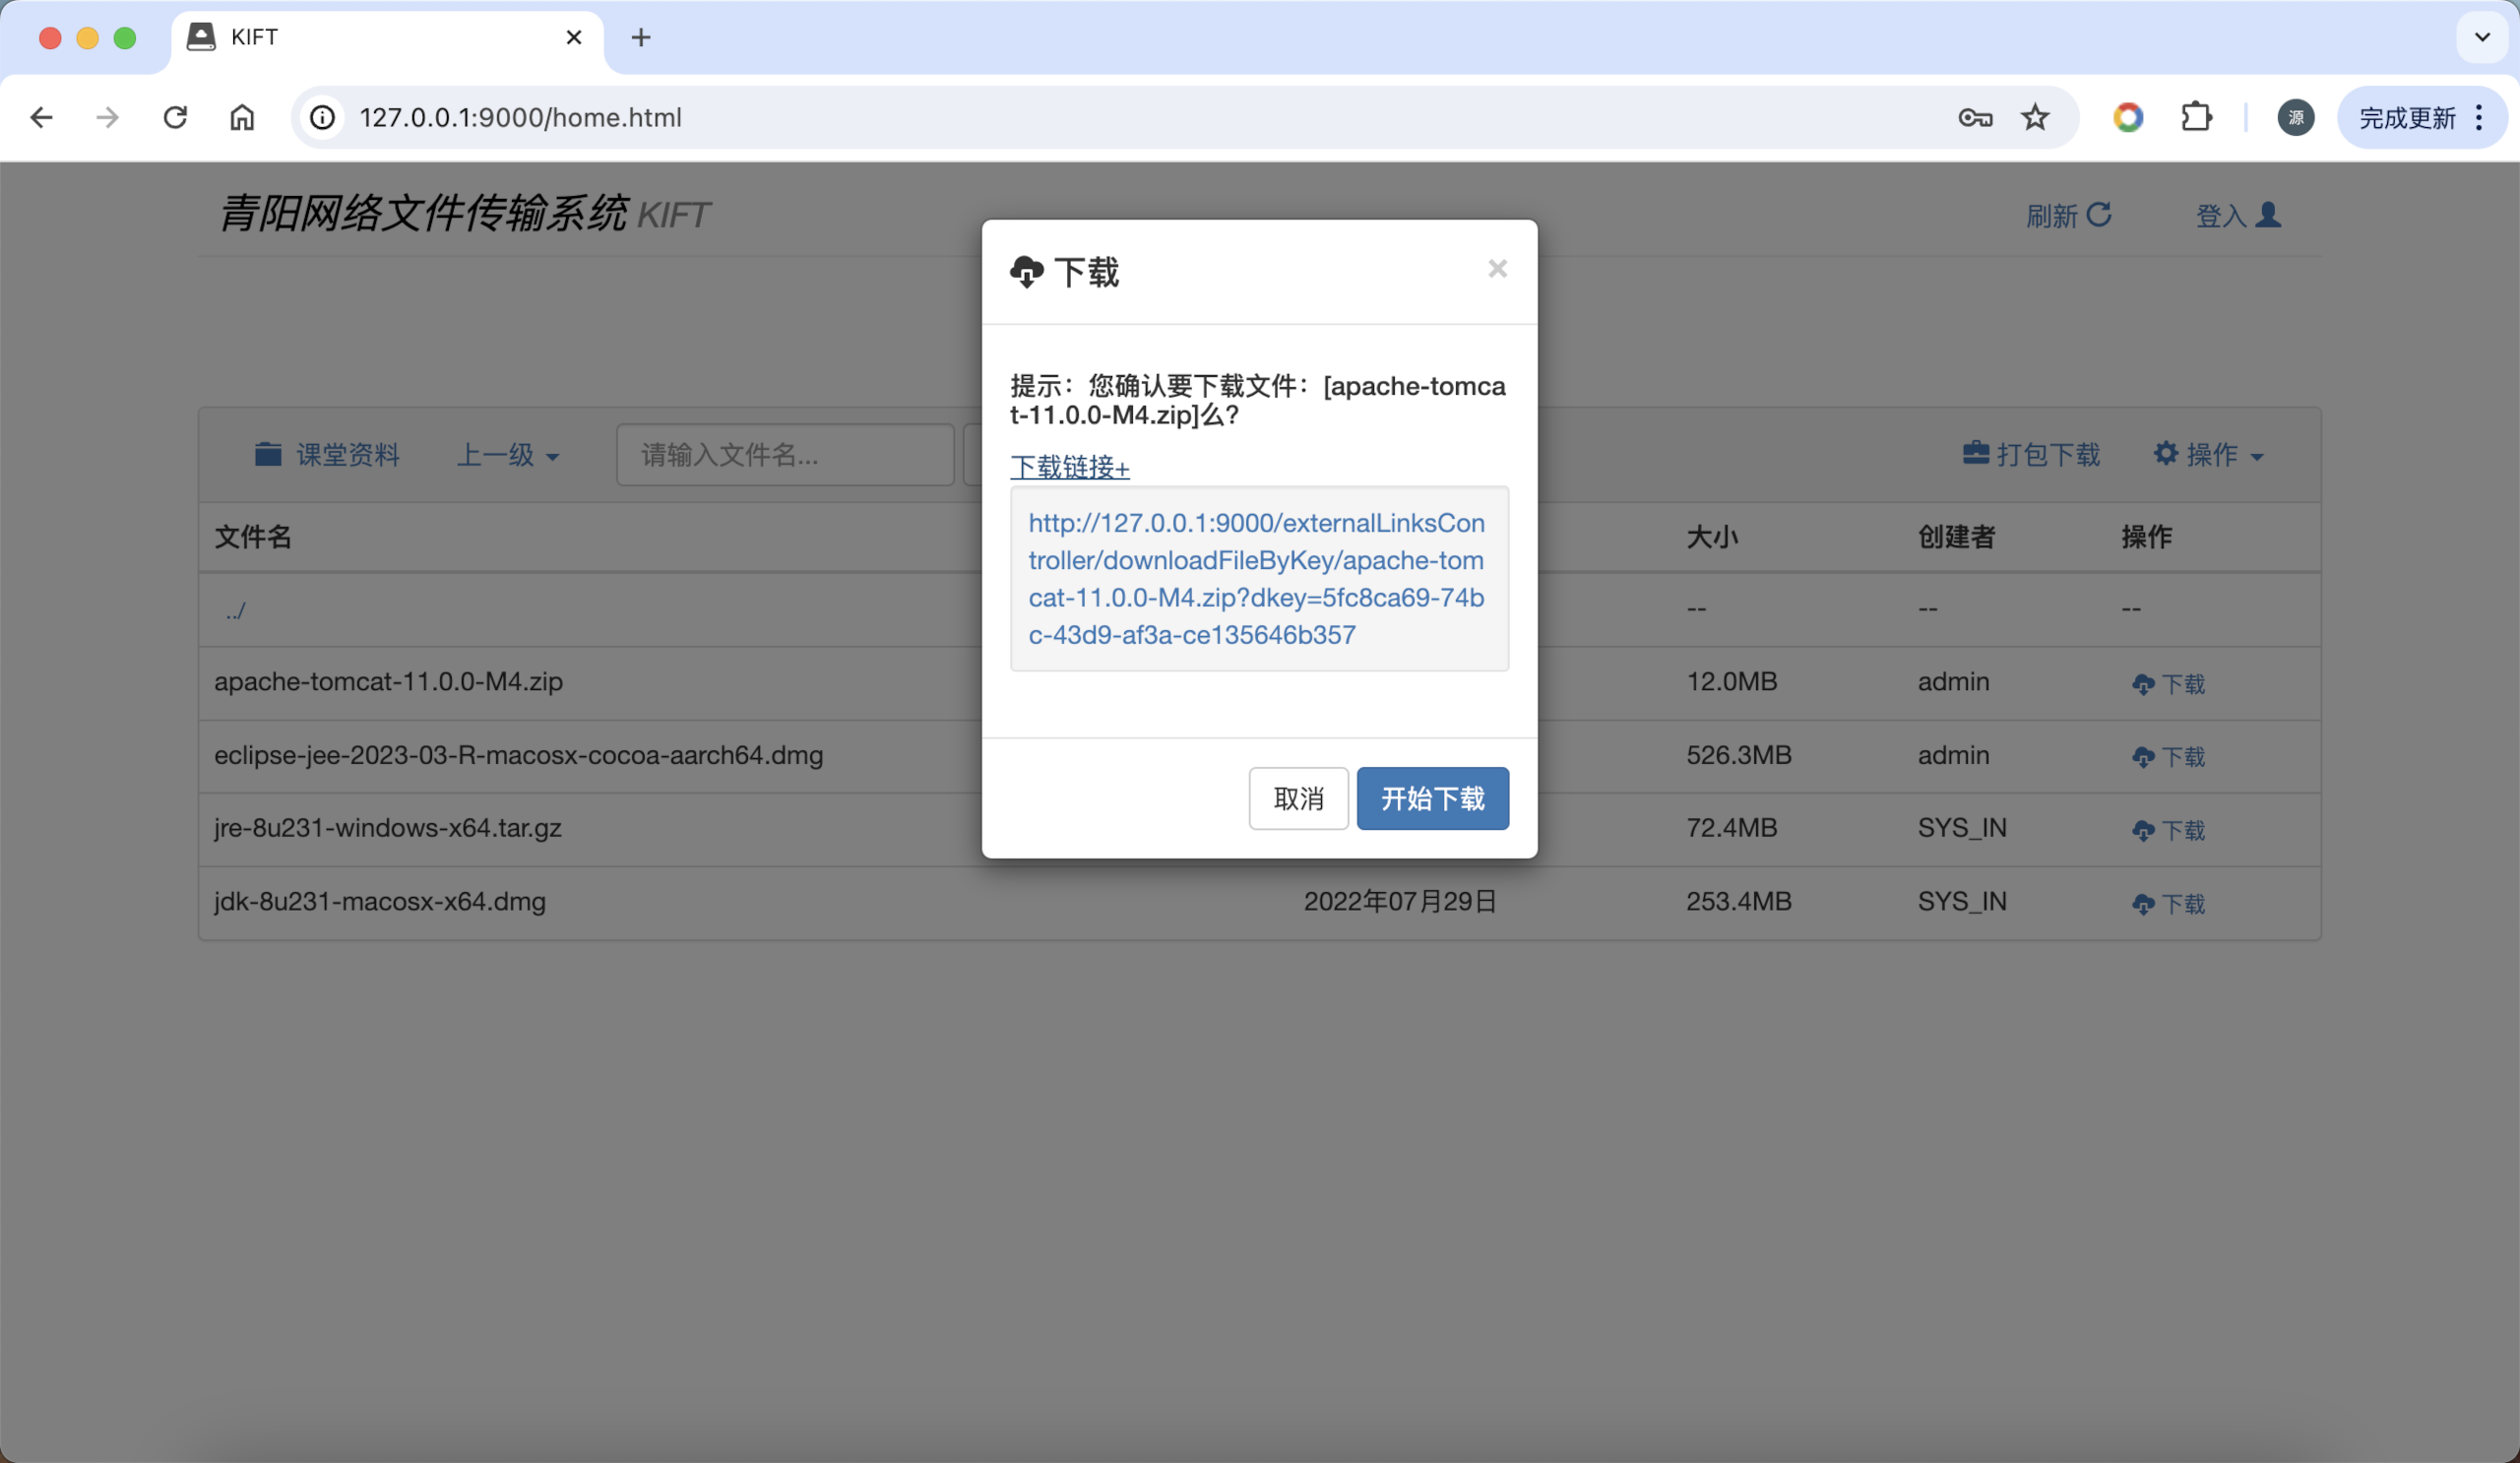 KIFT
127.0.0.1:9000/home.html
源
完成更新
青阳网络文件传输系统 KIFT
刷新
登入
下载
×
提示：您确认要下载文件：[apache-tomca
t-11.0.0-M4.zip]么?
下载链接+
http://127.0.0.1:9000/externalLinksCon
troller/downloadFileByKey/apache-tom
cat-11.0.0-M4.zip?dkey=5fc8ca69-74b
c-43d9-af3a-ce135646b357
取消
开始下载
课堂资料
上一级
请输入文件名...
打包下载
操作
文件名
大小
创建者
操作
../
--
--
--
apache-tomcat-11.0.0-M4.zip
12.0MB
admin
下载
eclipse-jee-2023-03-R-macosx-cocoa-aarch64.dmg
526.3MB
admin
下载
jre-8u231-windows-x64.tar.gz
72.4MB
SYS_IN
下载
jdk-8u231-macosx-x64.dmg
2022年07月29日
253.4MB
SYS_IN
下载